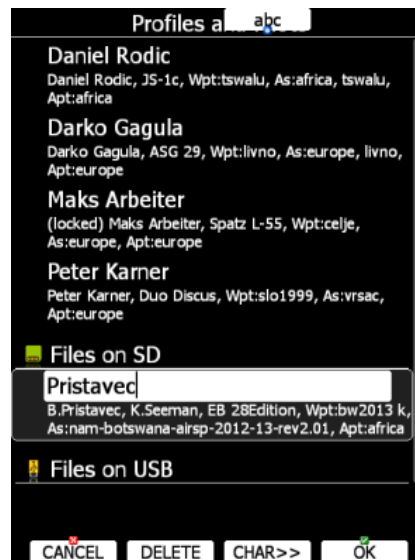 Profiles a
abc
Daniel Rodic
Daniel Rodic, JS-1c, Wpt:tswalu, As:africa, tswalu,
Apt:africa
Darko Gagula
Darko Gagula, ASG 29, Wpt:livno, As:europe, livno,
Apt:europe
Maks Arbeiter
(locked) Maks Arbeiter, Spatz L-55, Wpt:celje,
As:europe, Apt:europe
Peter Karner
Peter Karner, Duo Discus, Wpt:slo1999, As:vrsac,
Apt:europe
Files on SD
Pristavec
B.Pristavec, K.Seeman, EB 28Edition, Wpt:bw2013 k,
As:nam-botswana-airsp-2012-13-rev2.01, Apt:africa
Files on USB
CANCEL DELETE CHAR>> OK